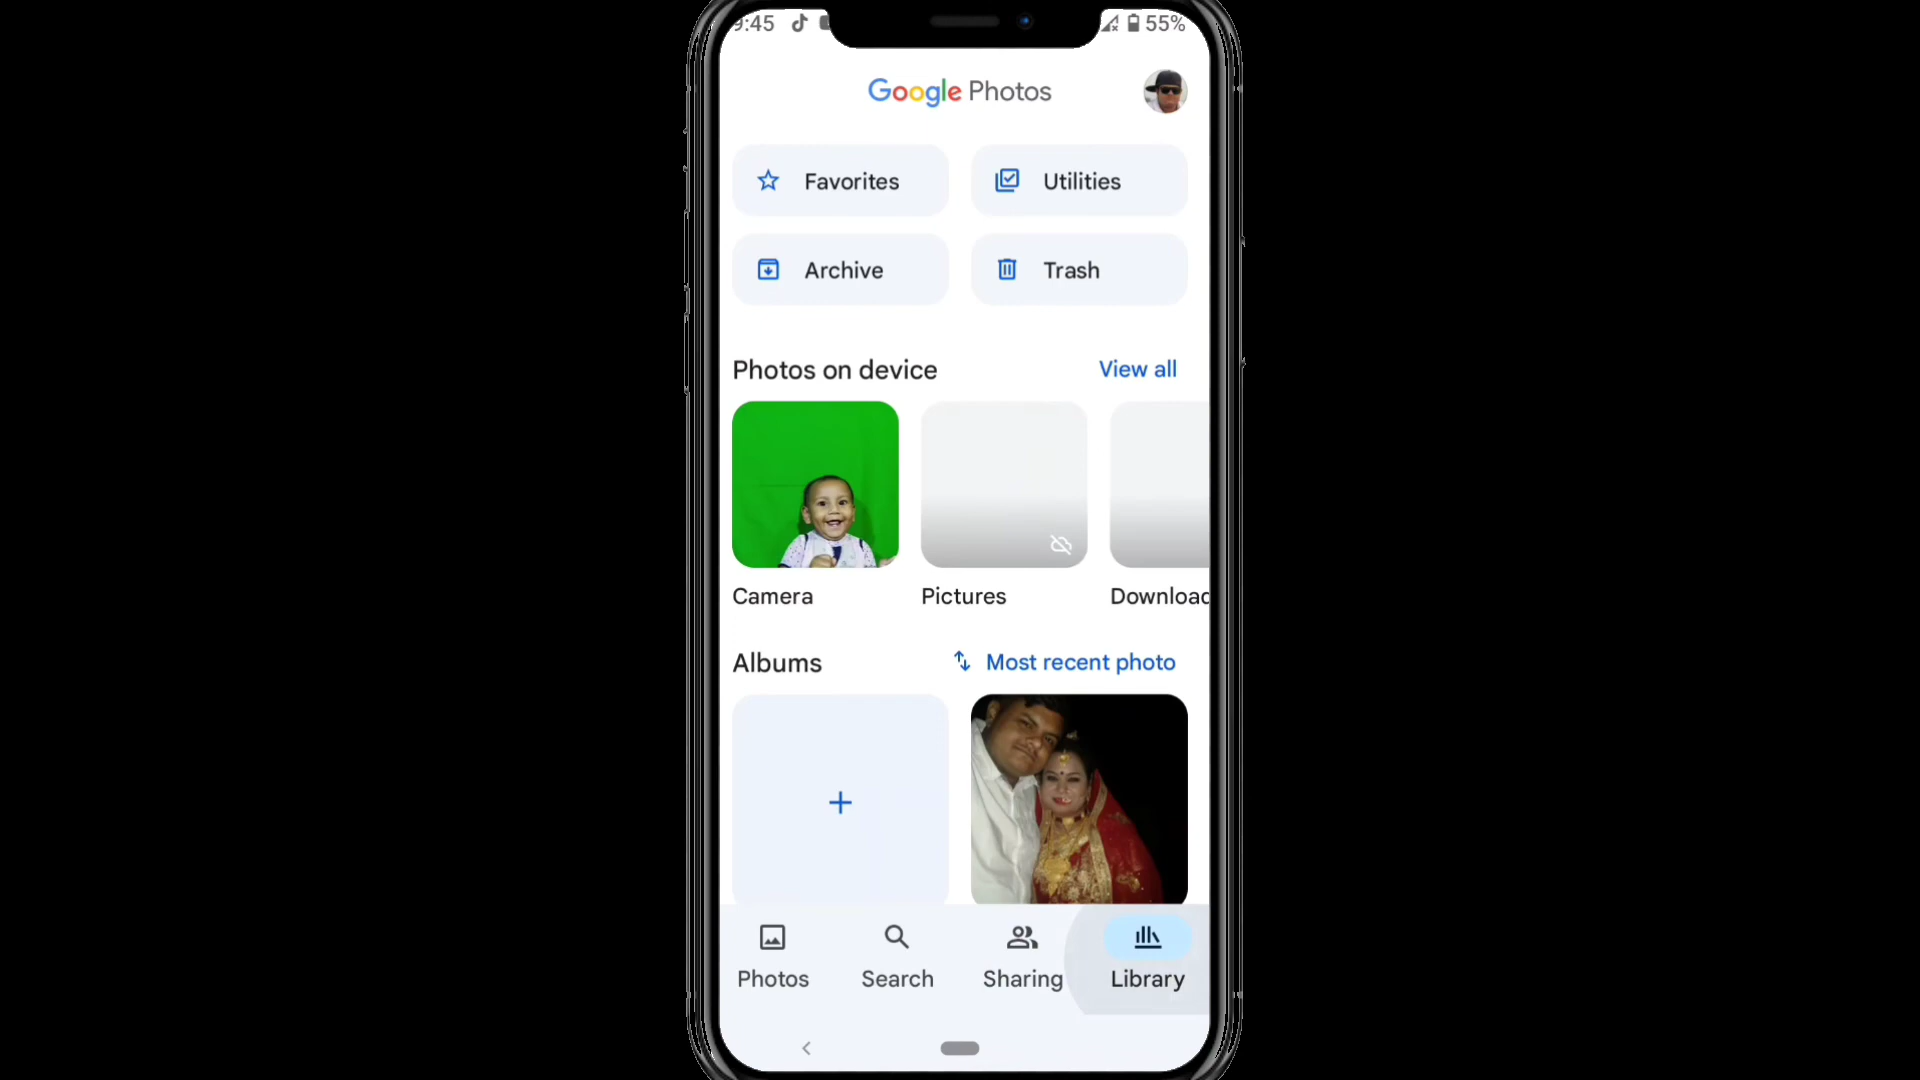 9:45 55%
Google Photos
Favorites Utilities
Archive Trash
Photos on device View all
Camera Pictures Download
Albums Most recent photo
Photos Search Sharing Library